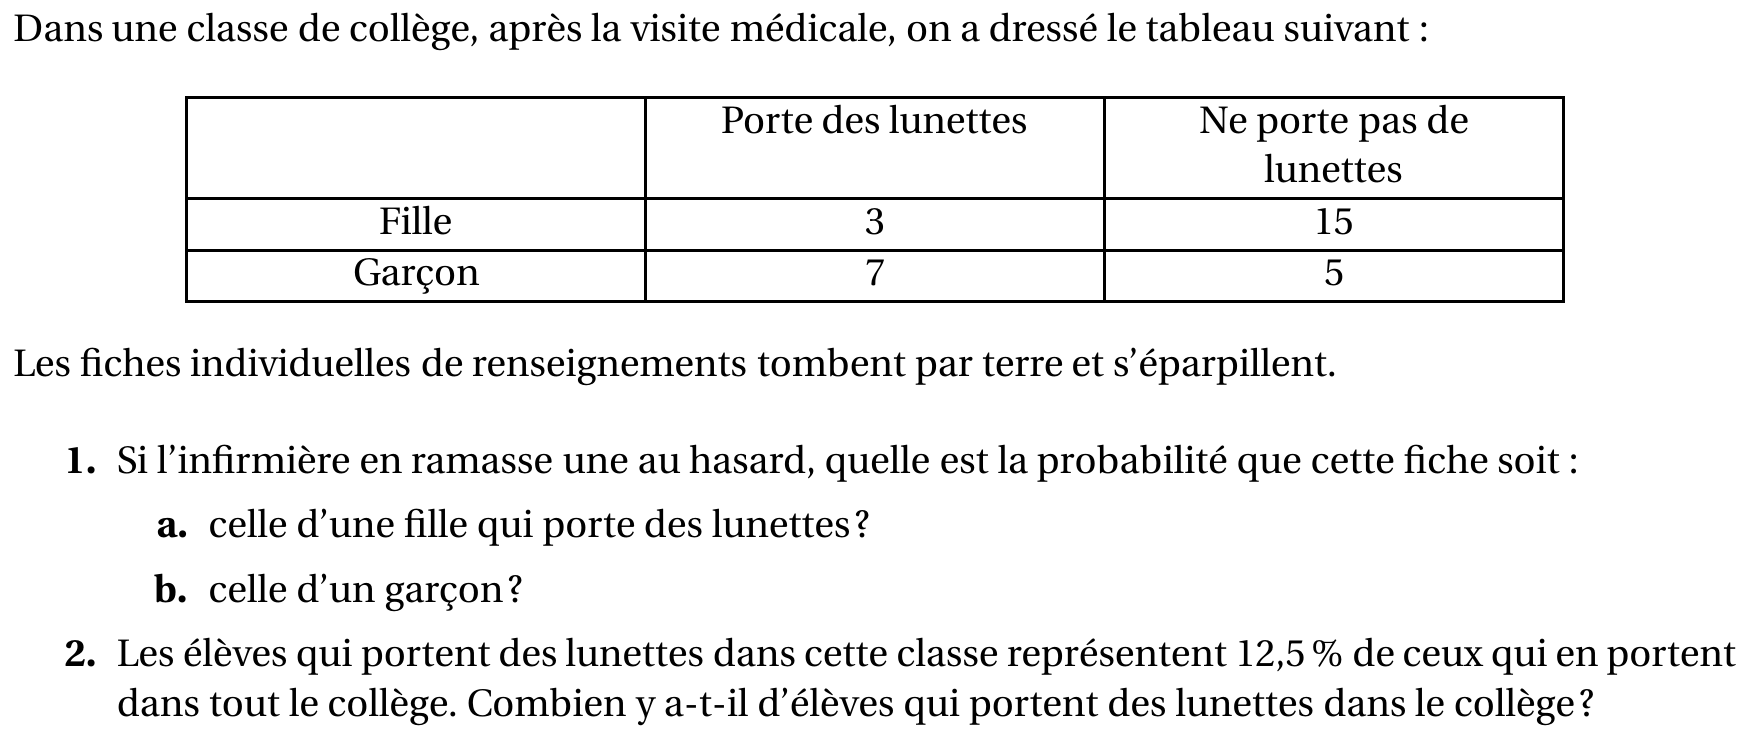 Dans une classe de collège, après la visite médicale, on a dressé le tableau suivant :
Porte des lunettes
Ne porte pas de
lunettes
Fille 3 15
Garçon 7 5
Les fiches individuelles de renseignements tombent par terre et s’éparpillent.
1. Si l’infirmière en ramasse une au hasard, quelle est la probabilité que cette fiche soit :
a. celle d’une fille qui porte des lunettes ?
b. celle d’un garçon ?
2. Les élèves qui portent des lunettes dans cette classe représentent 12,5 % de ceux qui en portent
dans tout le collège. Combien y a-t-il d’élèves qui portent des lunettes dans le collège ?